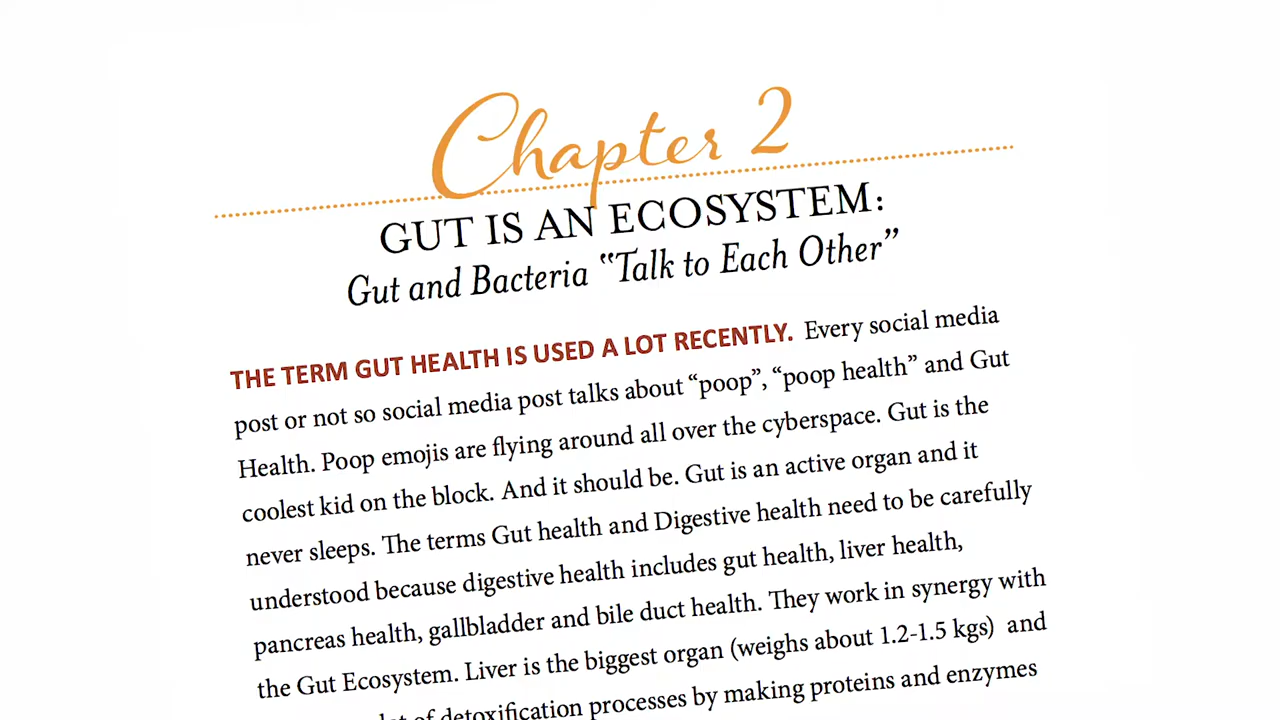 Chapter 2
GUT IS AN ECOSYSTEM:
Gut and Bacteria “Talk to Each Other”
THE TERM GUT HEALTH IS USED A LOT RECENTLY. Every social media
post or not so social media post talks about “poop”, “poop health” and Gut
Health. Poop emojis are flying around all over the cyberspace. Gut is the
coolest kid on the block. And it should be. Gut is an active organ and it
never sleeps. The terms Gut health and Digestive health need to be carefully
understood because digestive health includes gut health, liver health,
pancreas health, gallbladder and bile duct health. They work in synergy with
the Gut Ecosystem. Liver is the biggest organ (weighs about 1.2-1.5 kgs) and
of detoxification processes by making proteins and enzymes